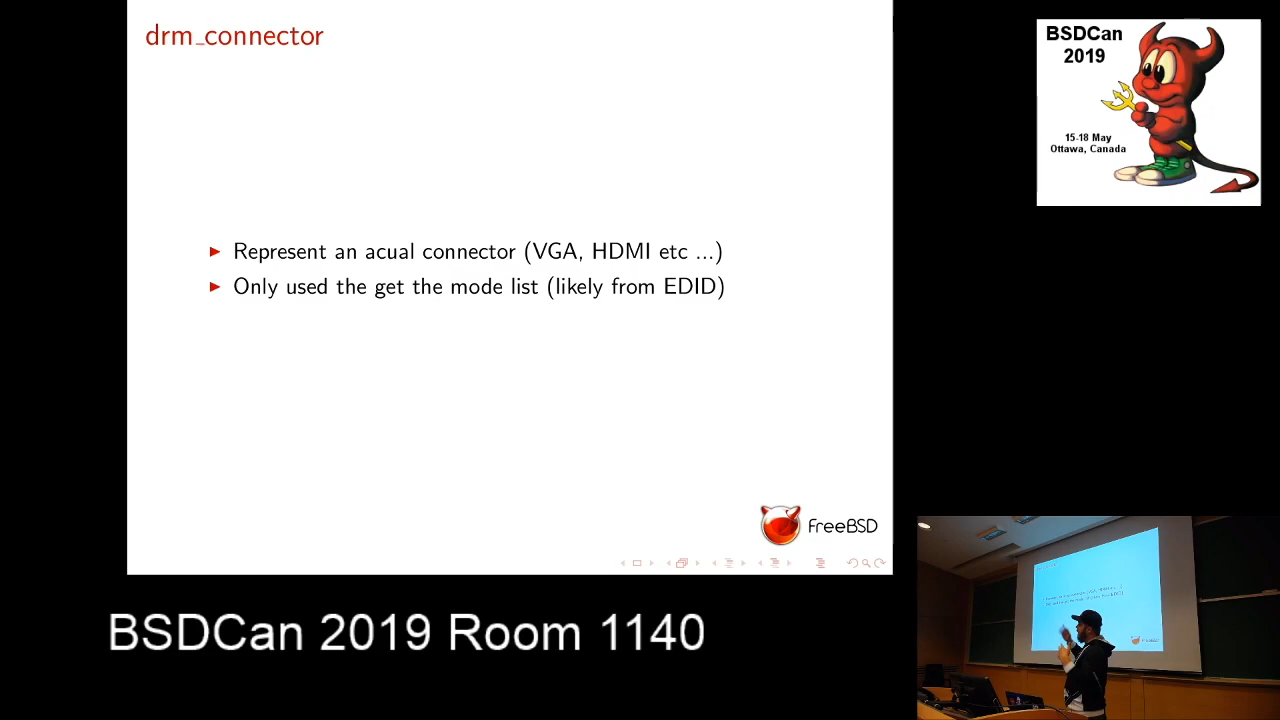 drm_connector
Represent an acual connector (VGA, HDMI etc ...)
Only used the get the mode list (likely from EDID)
FreeBSD
BSDCan
2019
15-18 May
Ottawa, Canada
BSDCan 2019 Room 1140